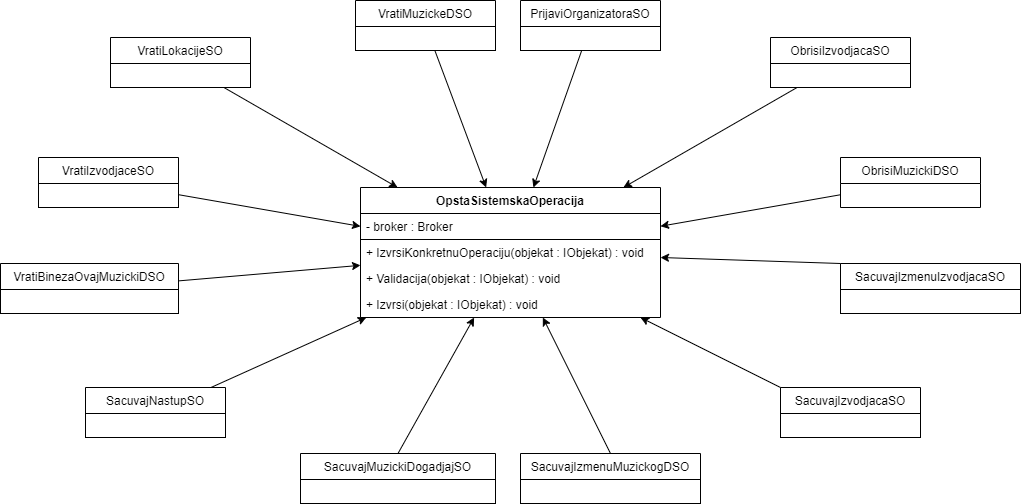 VratiMuzickeDSO
PrijaviOrganizatoraSO
VratiLokacijeSO
ObrisiIzvodjacaSO
VratiIzvodjaceSO
ObrisiMuzickiDSO
OpstaSistemskaOperacija
- broker : Broker
+ IzvrsiKonkretnuOperaciju(objekat : IObjekat) : void
+ Validacija(objekat : IObjekat) : void
+ Izvrsi(objekat : IObjekat) : void
VratiBinezaOvajMuzickiDSO
SacuvajIzmenuIzvodjacaSO
SacuvajNastupSO
SacuvajIzvodjacaSO
SacuvajMuzickiDogadjajSO
SacuvajIzmenuMuzickogDSO